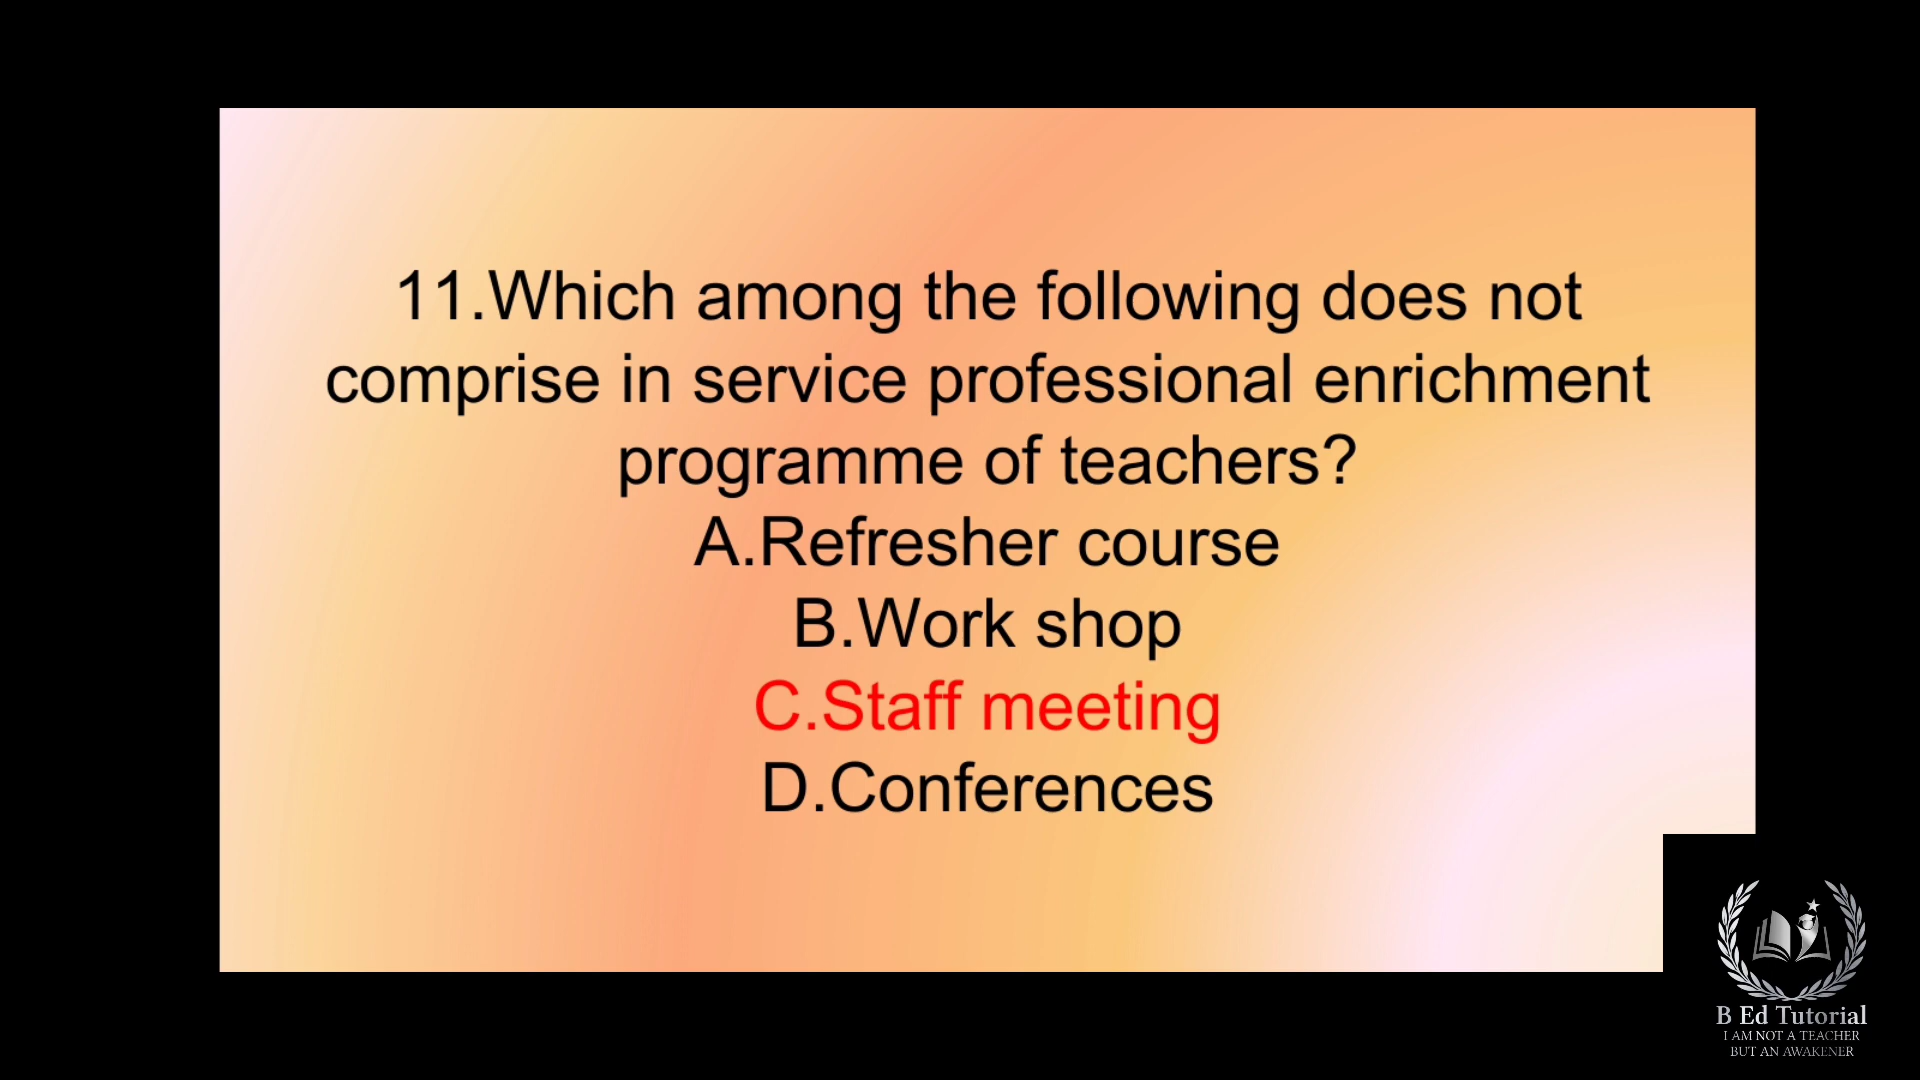 11.Which among the following does not
comprise in service professional enrichment
programme of teachers?
A.Refresher course
B.Work shop
C.Staff meeting
D.Conferences
B Ed Tutorial
I AM NOT A TEACHER
BUT AN AWAKENER